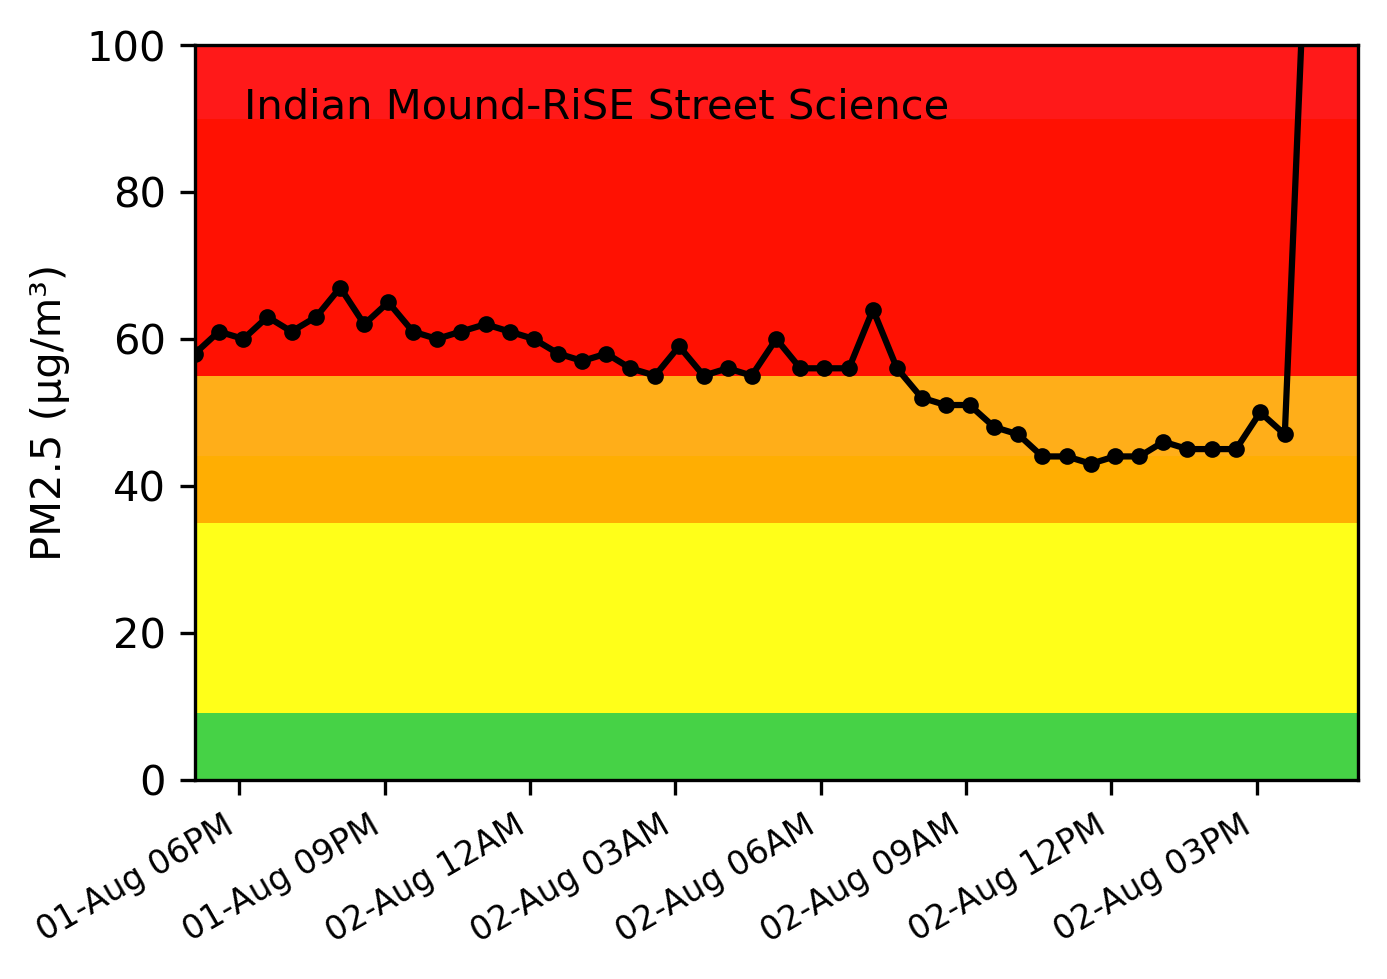 Indian Mound-RiSE Street Science
PM2.5 (µg/m³)
100
80
60
40
20
0
01-Aug 06PM
01-Aug 09PM
02-Aug 12AM
02-Aug 03AM
02-Aug 06AM
02-Aug 09AM
02-Aug 12PM
02-Aug 03PM